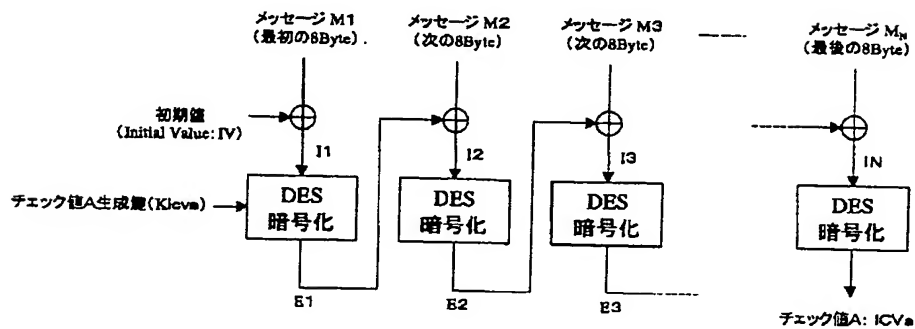 メッセージ M1
(最初の8Byte).
メッセージ M2
(次の8Byte)
メッセージ M3
(次の8Byte)
メッセージ MN
(最後の8Byte)
初期値
(Initial Value: IV)
I1
I2
I3
IN
チェック値A生成鍵(Kicva)
DES
暗号化
DES
暗号化
DES
暗号化
DES
暗号化
E1
E2
E3
チェック値A: ICVa